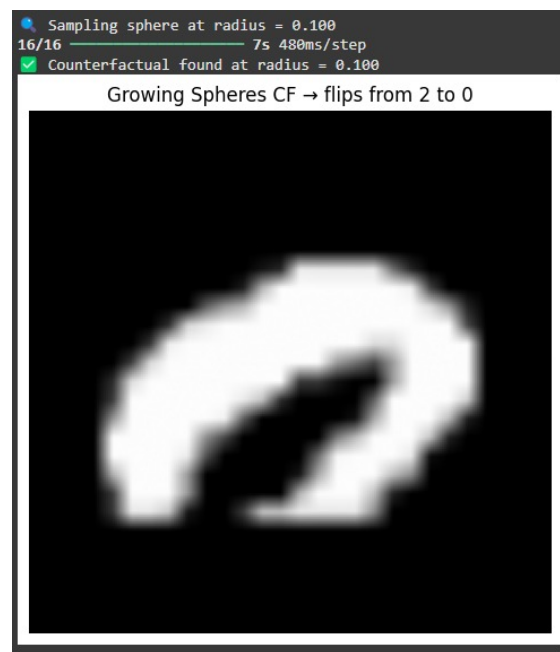 🔍 Sampling sphere at radius = 0.100
16/16 ━━━━━━━━━━━━━━━━━━━━ 7s 480ms/step
✅ Counterfactual found at radius = 0.100
Growing Spheres CF → flips from 2 to 0